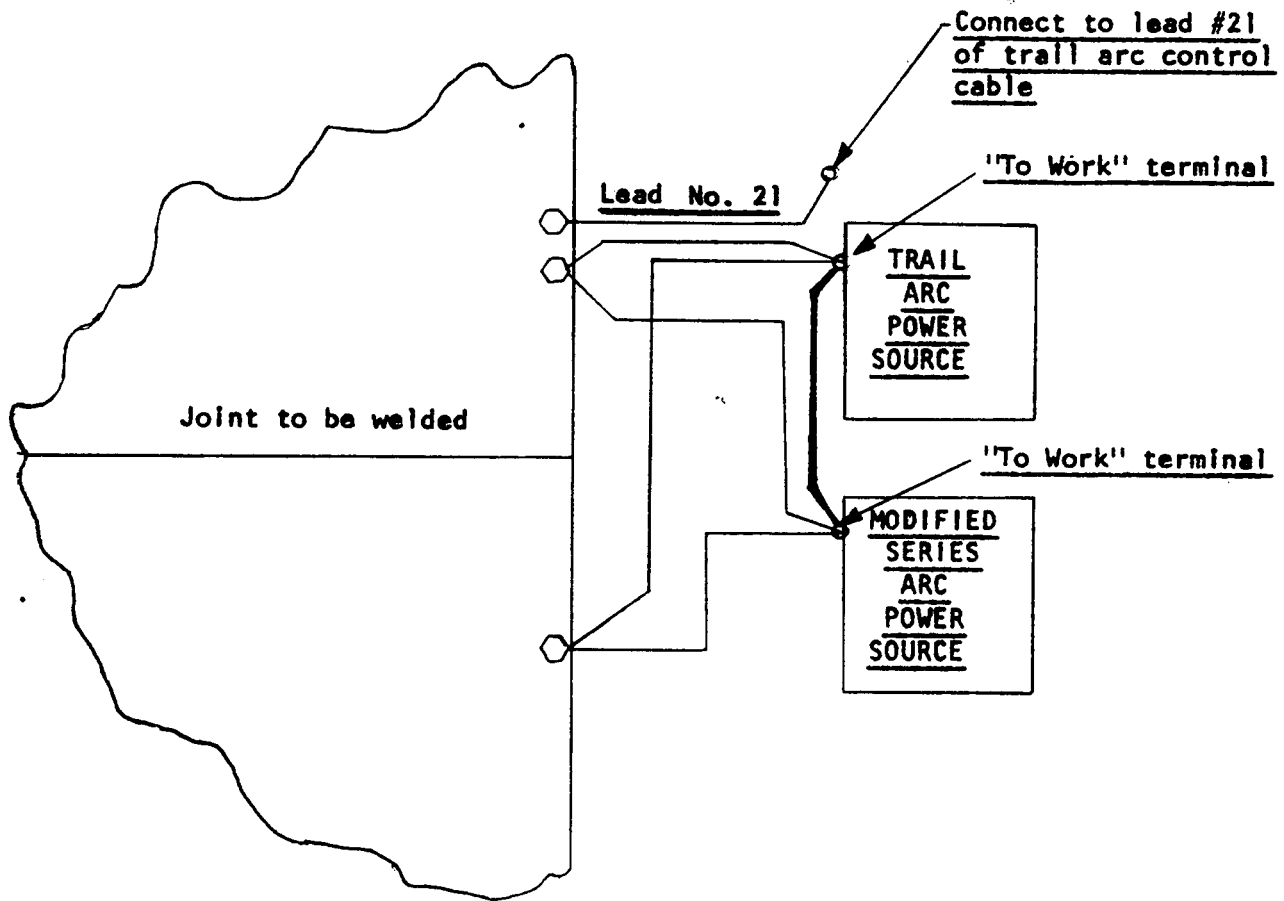 Connect to lead #21
of trail arc control
cable
"To Work" terminal
Lead No. 21
TRAIL
ARC
POWER
SOURCE
Joint to be welded
"To Work" terminal
MODIFIED
SERIES
ARC
POWER
SOURCE